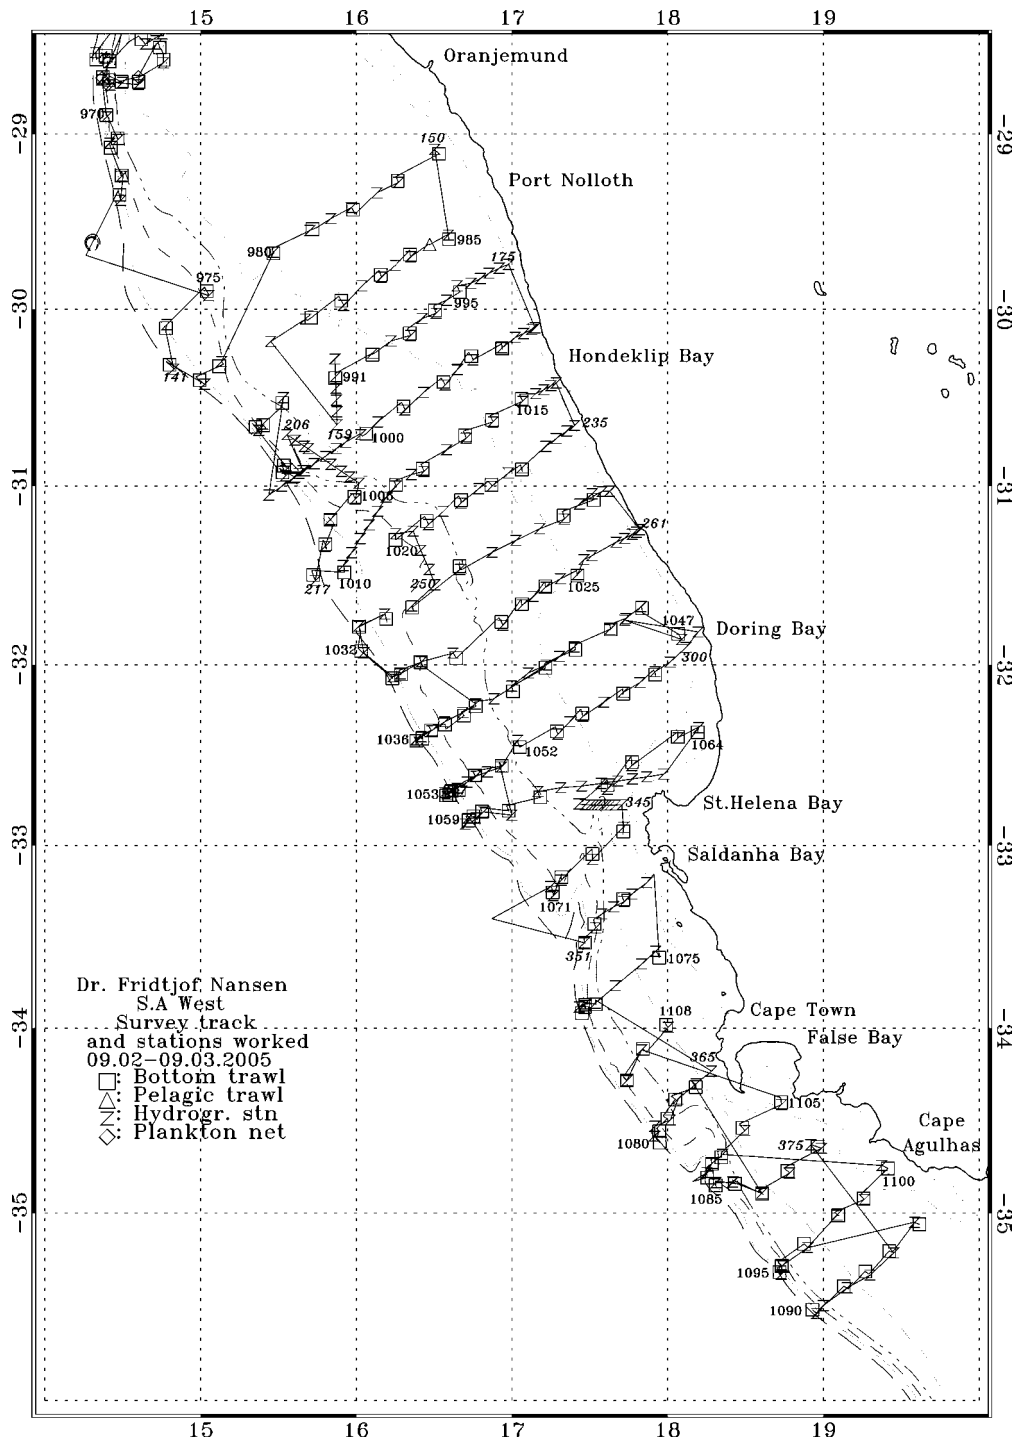 15 16 17 18 19
Oranjemund
970
-29 -29
150
Port Nolloth
980 985
175
975
995
-30 -30
Hondeklip Bay
141
991
1015
206
159 1000
235
-31 -31
1005
261
1020
217 1010
250
1025
1047
Doring Bay
1032
-32 -32
300
1036
1052
1064
1053
345
St.Helena Bay
1059
-33 -33
Saldanha Bay
1071
351
1075
Dr. Fridtjof Nansen
S.A West
Survey track
and stations worked
09.02-09.03.2005
: Bottom trawl
: Pelagic trawl
: Hydrogr. stn
: Plankton net
1108
Cape Town
-34 -34
False Bay
365
1105
Cape
Agulhas
1080
375
1100
1085
-35 -35
1095
1090
15 16 17 18 19